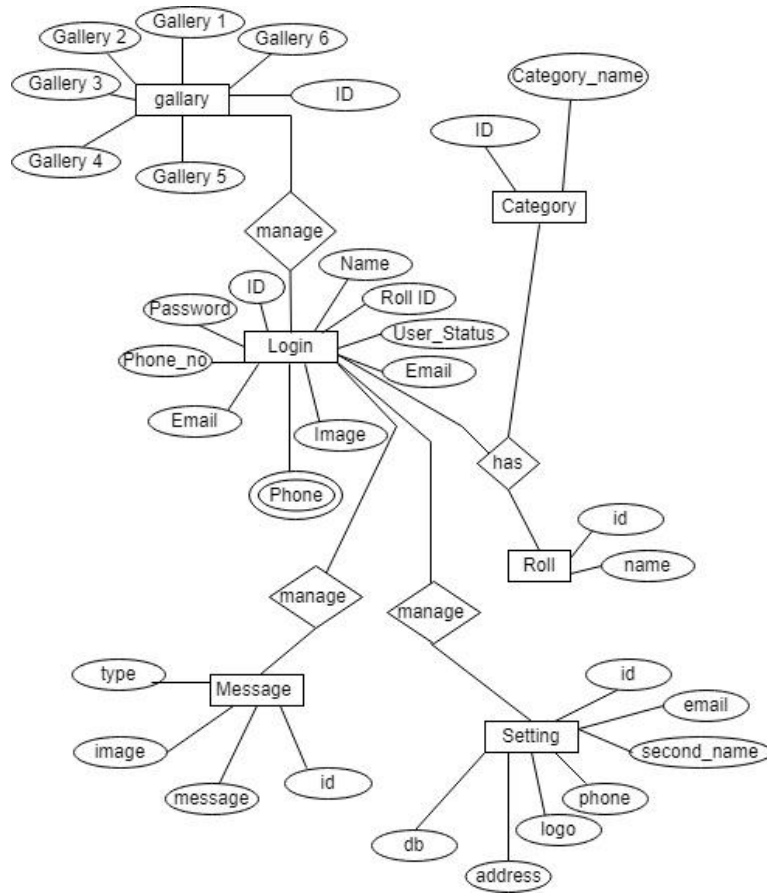 Gallery 1
Gallery 2
Gallery 6
Gallery 3
gallary
ID
Gallery 4
Gallery 5
Category_name
ID
Category
manage
Name
ID
Roll ID
Password
User_Status
Login
Phone_no
Email
Email
Image
has
Phone
id
Roll
name
manage
manage
type
Message
id
email
Setting
second_name
image
id
message
phone
logo
db
address